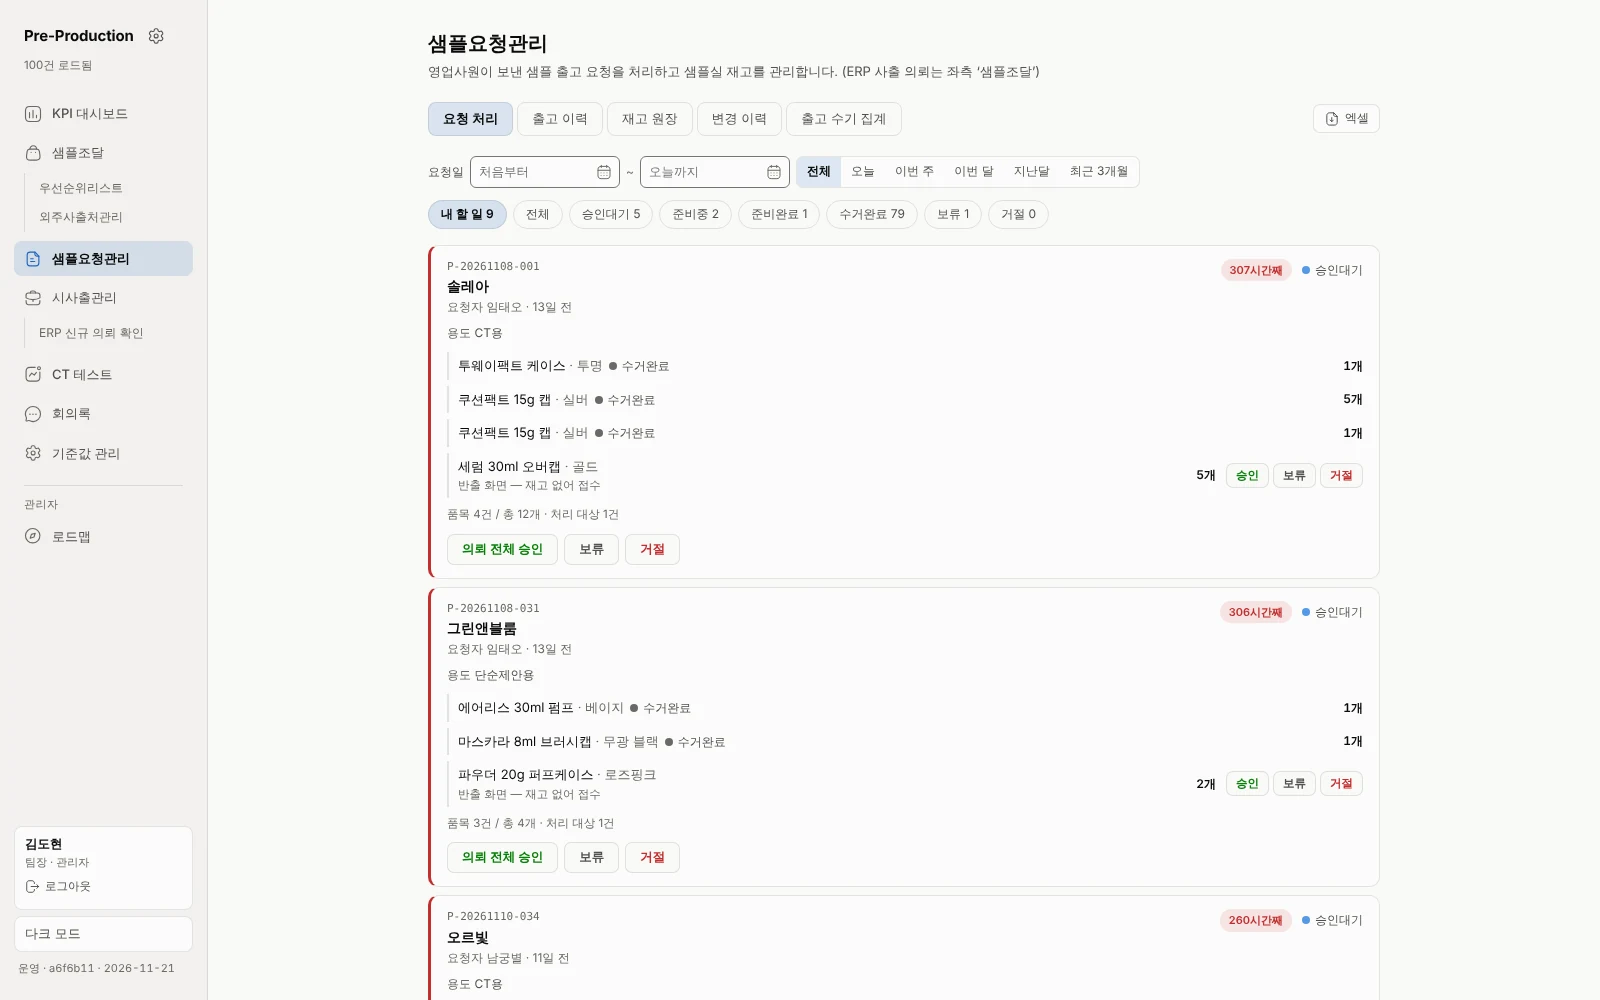 Pre-Production
100건 로드됨
KPI 대시보드
샘플조달
우선순위리스트
외주사출처관리
샘플요청관리
시사출관리
ERP 신규 의뢰 확인
CT 테스트
회의록
기준값 관리
관리자
로드맵
김도현
팀장 · 관리자
로그아웃
다크 모드
운영 · a6f6b11 · 2026-11-21
샘플요청관리
영업사원이 보낸 샘플 출고 요청을 처리하고 샘플실 재고를 관리합니다. (ERP 사출 의뢰는 좌측 ‘샘플조달’)
요청 처리 출고 이력 재고 원장 변경 이력 출고 수기 집계 엑셀
요청일 처음부터 ~ 오늘까지 전체 오늘 이번 주 이번 달 지난달 최근 3개월
내 할 일 9 전체 승인대기 5 준비중 2 준비완료 1 수거완료 79 보류 1 거절 0
P-20261108-001 307시간째 승인대기
솔레아
요청자 임태오 · 13일 전
용도 CT용
투웨이팩트 케이스 · 투명 수거완료 1개
쿠션팩트 15g 캡 · 실버 수거완료 5개
쿠션팩트 15g 캡 · 실버 수거완료 1개
세럼 30ml 오버캡 · 골드 5개 승인 보류 거절
반출 화면 — 재고 없어 접수
품목 4건 / 총 12개 · 처리 대상 1건
의뢰 전체 승인 보류 거절
P-20261108-031 306시간째 승인대기
그린앤블룸
요청자 임태오 · 13일 전
용도 단순제안용
에어리스 30ml 펌프 · 베이지 수거완료 1개
마스카라 8ml 브러시캡 · 무광 블랙 수거완료 1개
파우더 20g 퍼프케이스 · 로즈핑크 2개 승인 보류 거절
반출 화면 — 재고 없어 접수
품목 3건 / 총 4개 · 처리 대상 1건
의뢰 전체 승인 보류 거절
P-20261110-034 260시간째 승인대기
오르빛
요청자 남궁별 · 11일 전
용도 CT용